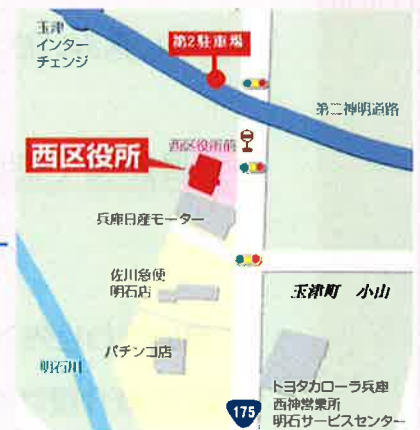 玉津
インター
チェンジ
第2駐車場
第二神明道路
西区役所前
西区役所
兵庫日産モーター
佐川急便
明石店
玉津町 小山
パチンコ店
明石川
トヨタカローラ兵庫
西神営業所
明石サービスセンター
175